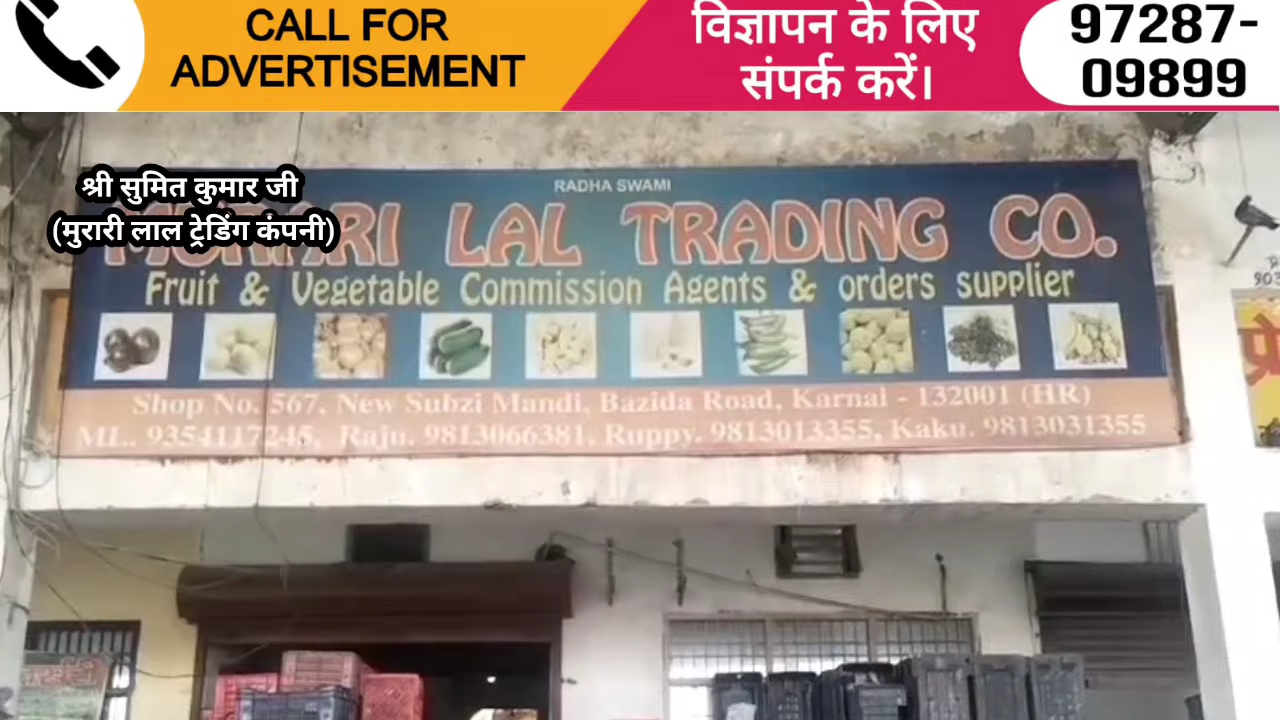 CALL FOR
ADVERTISEMENT
विज्ञापन के लिए
संपर्क करें।
97287-
09899
श्री सुमित कुमार जी
(मुरारी लाल ट्रेडिंग कंपनी)
RADHA SWAMI
MURARI LAL TRADING CO.
Fruit & Vegetable Commission Agents & orders supplier
Shop No. 567, New Subzi Mandi, Bazida Road, Karnal - 132001 (HR)
ML. 9354117245, Raju. 9813066381, Ruppy. 9813013355, Kaku. 9813031355